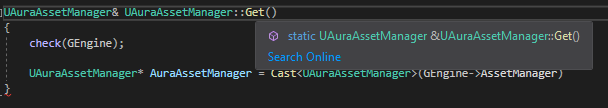 UAuraAssetManager& UAuraAssetManager::Get()
{
static UAuraAssetManager &UAuraAssetManager::Get()
check(GEngine);
Search Online
UAuraAssetManager* AuraAssetManager = Cast<UAuraAssetManager>(GEngine->AssetManager)
}